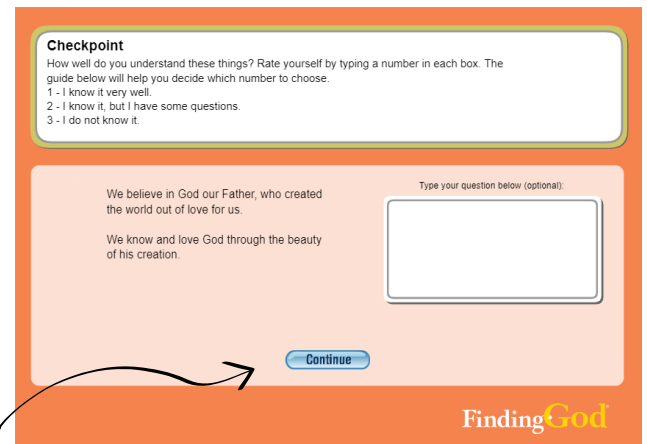 Checkpoint
How well do you understand these things? Rate yourself by typing a number in each box. The
guide below will help you decide which number to choose.
1 - I know it very well.
2 - I know it, but I have some questions.
3 - I do not know it.
We believe in God our Father, who created
the world out of love for us.
We know and love God through the beauty
of his creation.
Type your question below (optional):
Continue
FindingGod